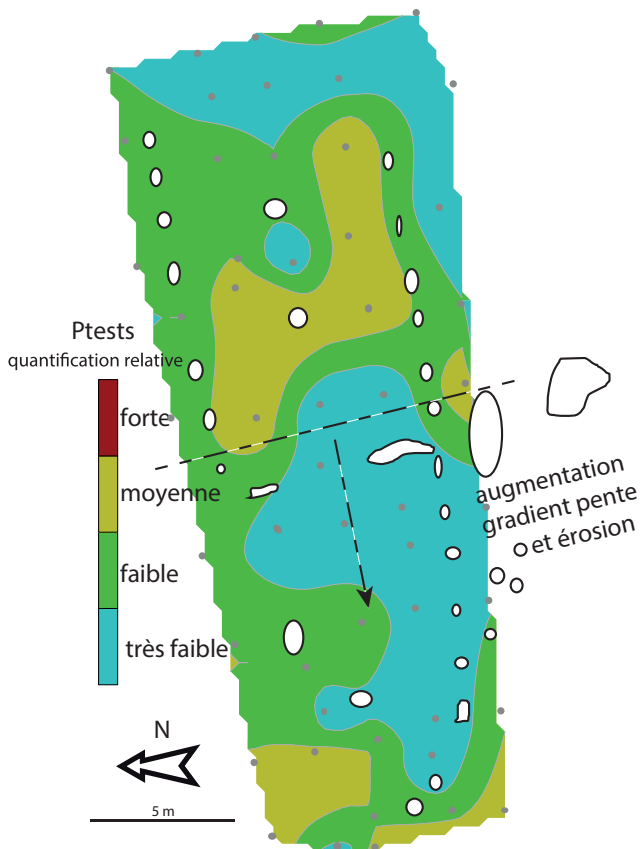 Ptests
quantification relative
forte
moyenne
faible
très faible
augmentation
gradient pente
et érosion
N
5 m